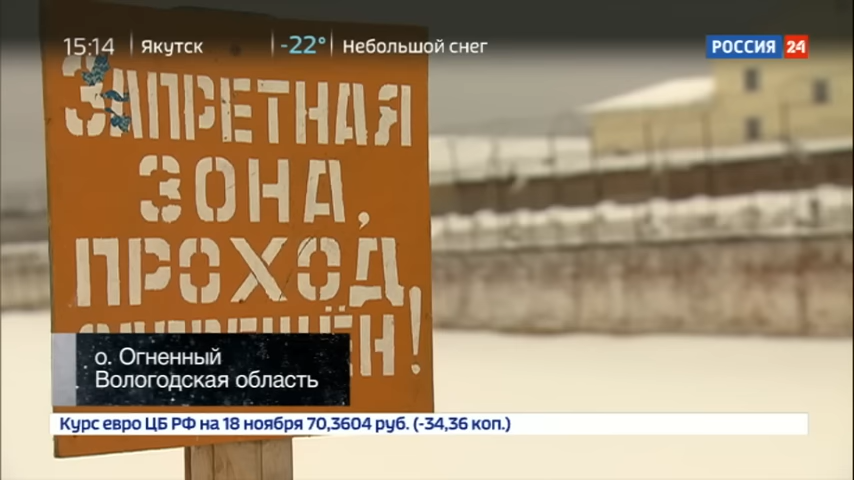 15:14 Якутск -22° Небольшой снег РОССИЯ 24
ЗАПРЕТНАЯ
ЗОНА,
ПРОХОД
о. Огненный
Вологодская область
Курс евро ЦБ РФ на 18 ноября 70,3604 руб. (-34,36 коп.)